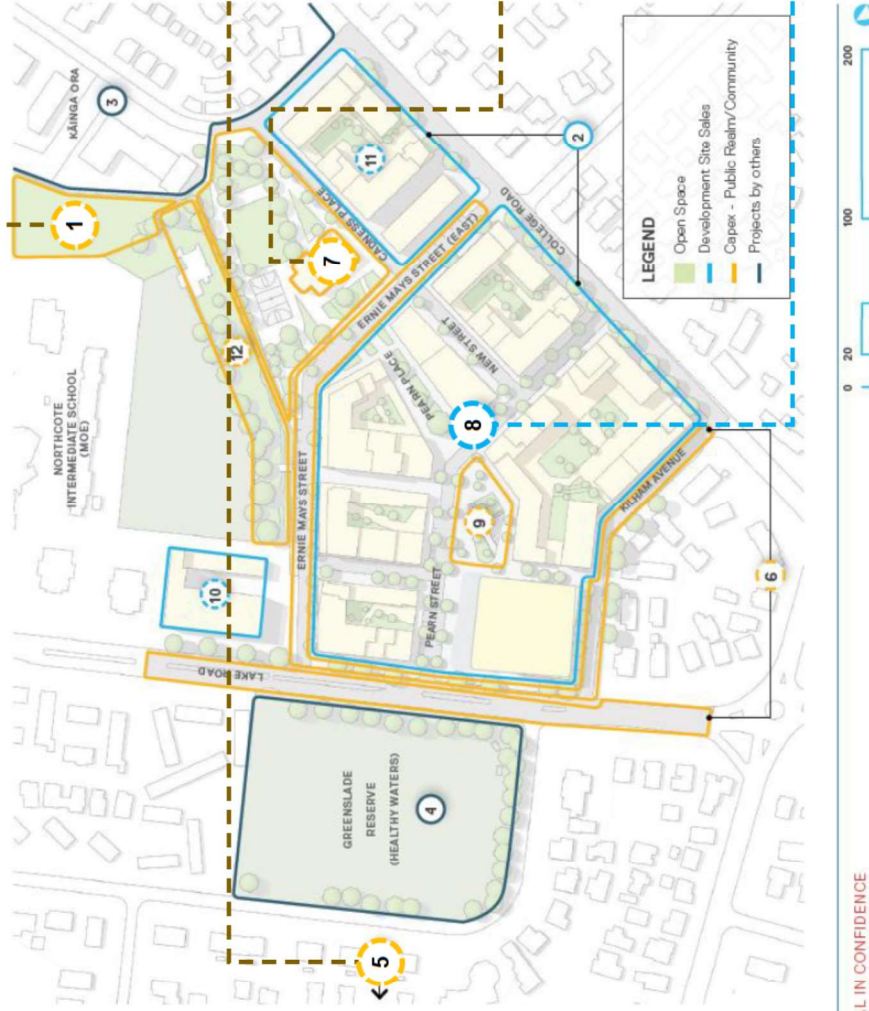 KĀINGA ORA
3
1
NORTHCOTE
INTERMEDIATE SCHOOL
(MOE)
12
7
CADNESS PLACE
11
ERNIE MAYS STREET (EAST)
COLLEGE ROAD
2
10
ERNIE MAYS STREET
PEARN PLACE
NEW STREET
8
9
PEARN STREET
KILHAM AVENUE
6
LAKE ROAD
GREENSLADE
RESERVE
(HEALTHY WATERS)
4
5
LEGEND
Open Space
Development Site Sales
Capex - Public Realm/Community
Projects by others
0
20
100
200
L IN CONFIDENCE